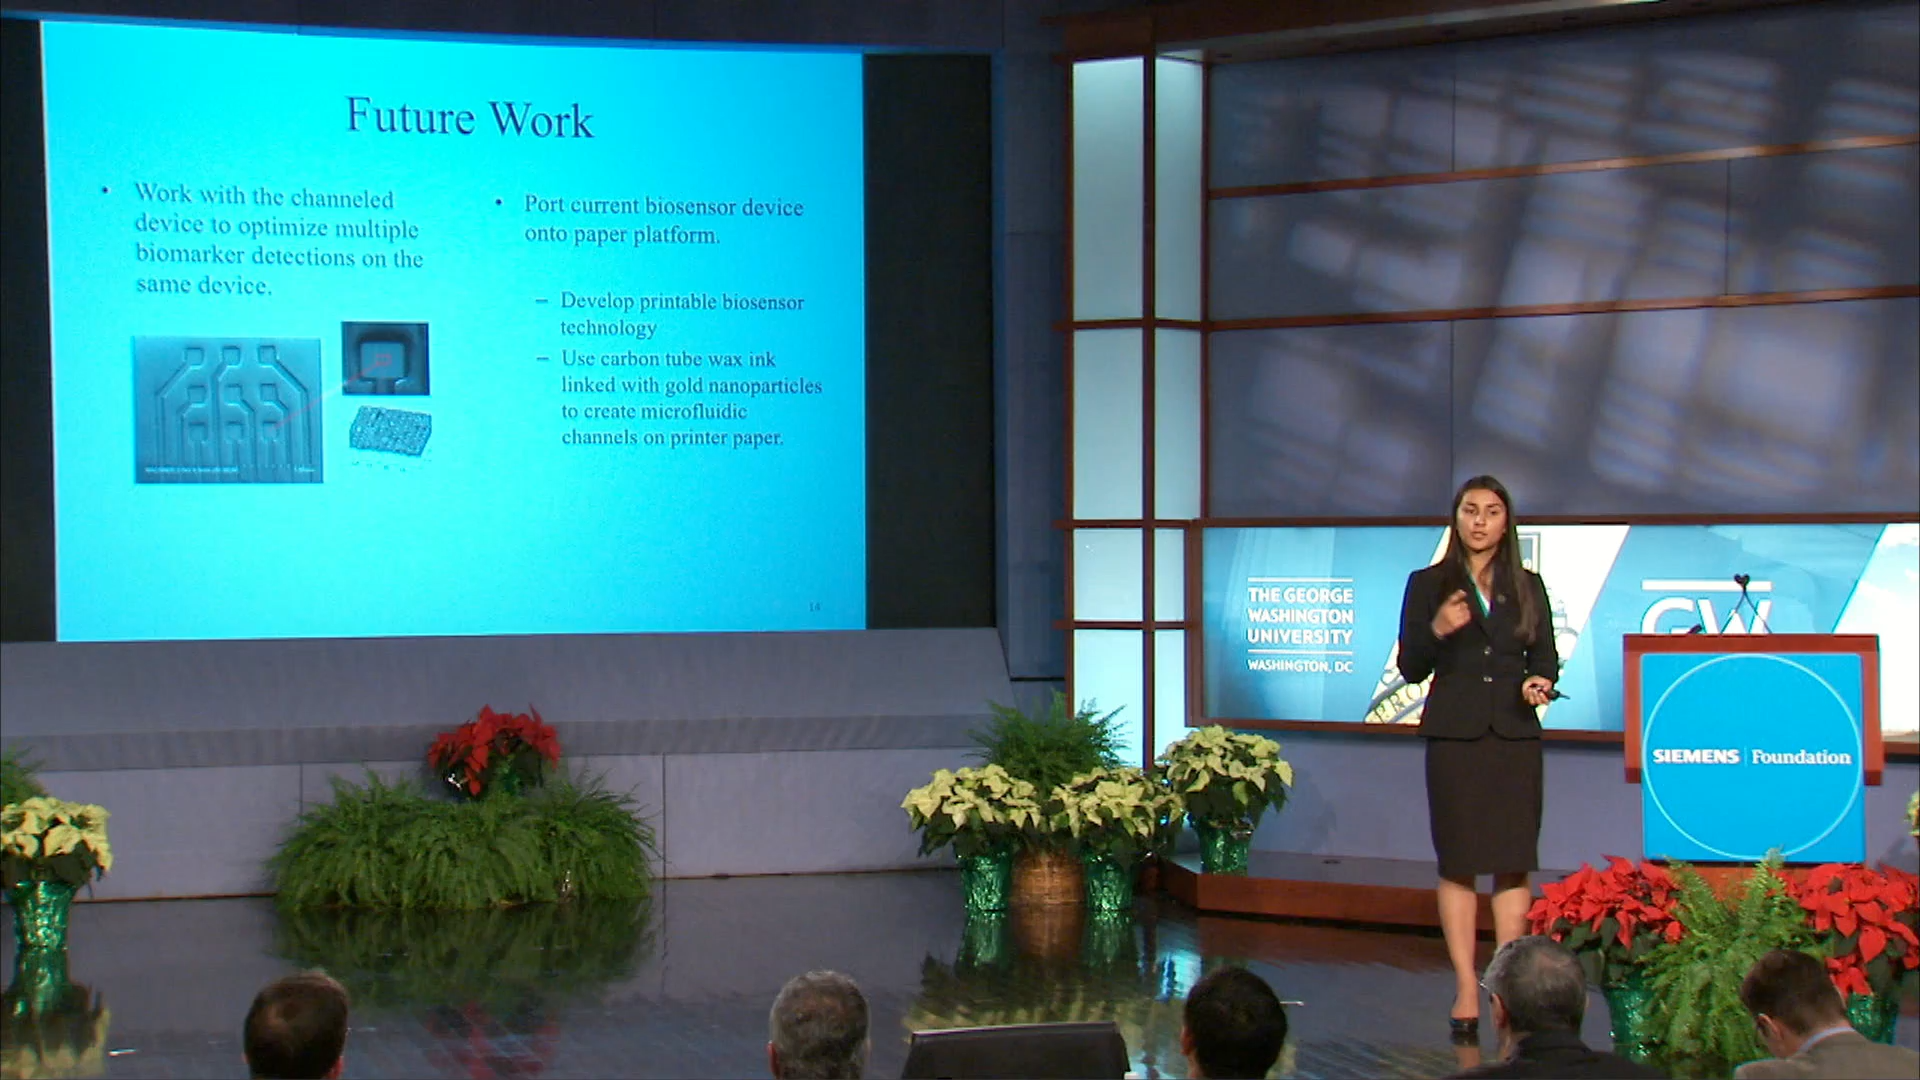 Future Work
• Work with the channeled
device to optimize multiple
biomarker detections on the
same device.
• Port current biosensor device
onto paper platform.
– Develop printable biosensor
technology
– Use carbon tube wax ink
linked with gold nanoparticles
to create microfluidic
channels on printer paper.
14
THE GEORGE
WASHINGTON
UNIVERSITY
WASHINGTON, DC
GW
SIEMENS | Foundation